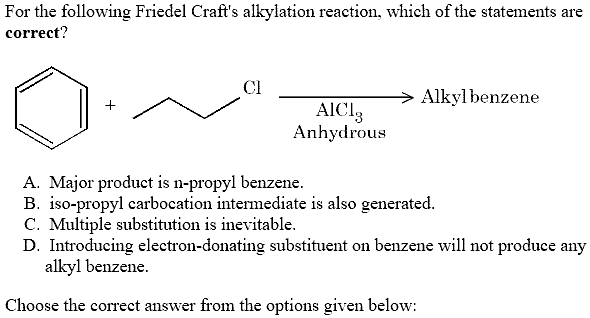 For the following Friedel Craft's alkylation reaction, which of the statements are
correct?
Cl
+
AlCl3
Anhydrous
Alkyl benzene
A. Major product is n-propyl benzene.
B. iso-propyl carbocation intermediate is also generated.
C. Multiple substitution is inevitable.
D. Introducing electron-donating substituent on benzene will not produce any
alkyl benzene.
Choose the correct answer from the options given below: